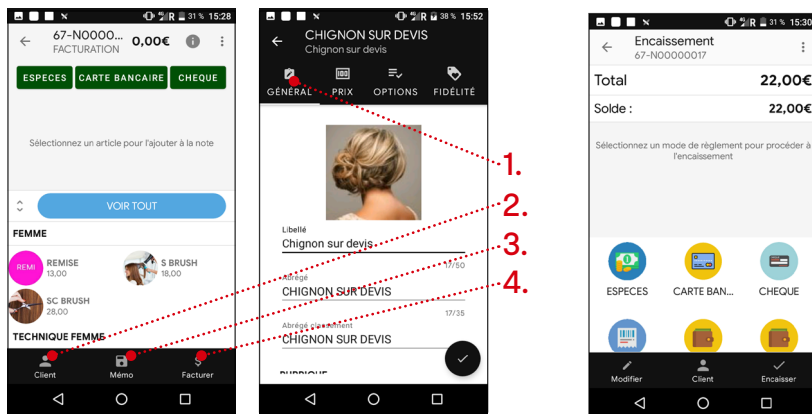 31 % 15:28
67-N0000...
FACTURATION
0,00€
ESPECES
CARTE BANCAIRE
CHEQUE
Sélectionnez un article pour l'ajouter à la note
VOIR TOUT
FEMME
REMI
REMISE
13,00
S BRUSH
18,00
SC BRUSH
28,00
TECHNIQUE FEMME
Client
Mémo
Facturer
38 % 15:52
CHIGNON SUR DEVIS
Chignon sur devis
GÉNÉRAL
PRIX
OPTIONS
FIDÉLITÉ
Libellé
Chignon sur devis
17/50
Abrégé
CHIGNON SUR DEVIS
17/35
Abrégé classement
CHIGNON SUR DEVIS
RUBRIQUE
1.
2.
3.
4.
31 % 15:30
Encaissement
67-N00000017
Total
22,00€
Solde :
22,00€
Sélectionnez un mode de règlement pour procéder à
l'encaissement
ESPECES
CARTE BAN...
CHEQUE
Modifier
Client
Encaisser